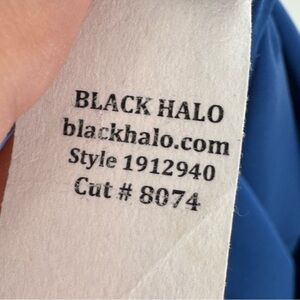 BLACK HALO
blackhalo.com
Style 1912940
Cut # 8074